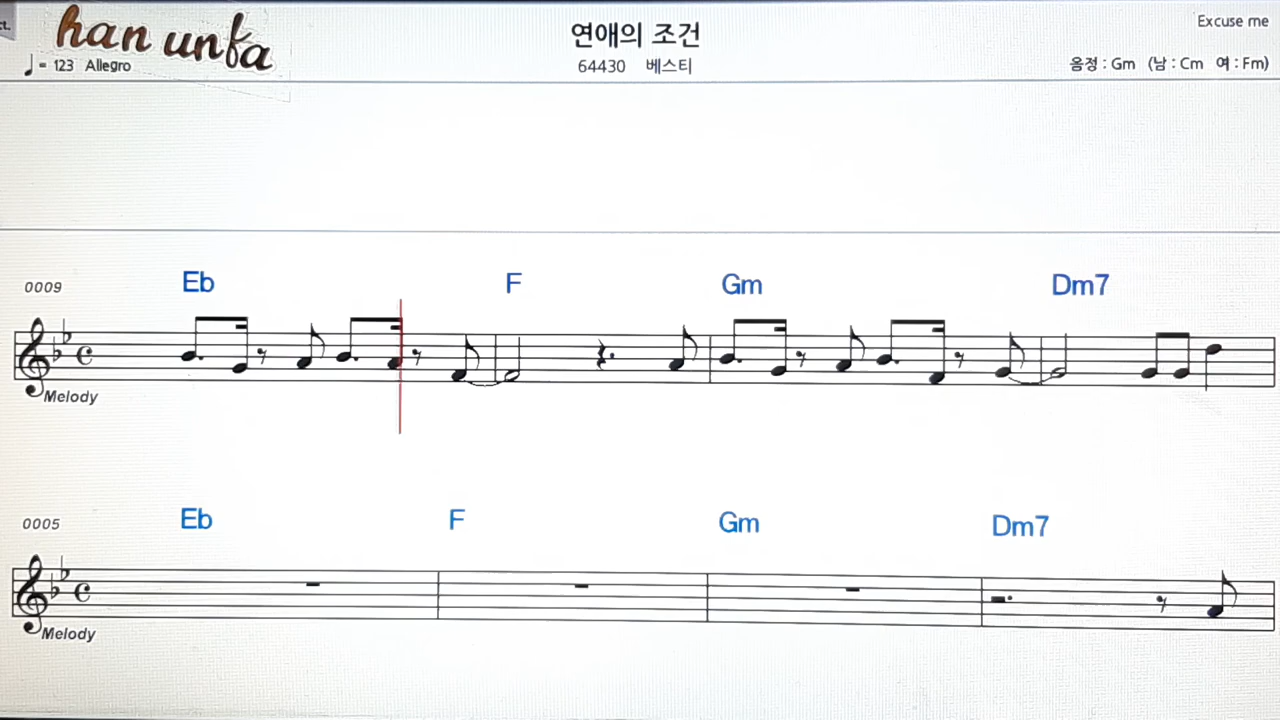 ct.
han unfa
♩ = 123 Allegro
연애의 조건
64430 베스티
Excuse me
음정 : Gm (남 : Cm 여 : Fm)
0009
Eb F Gm Dm7
Melody
0005
Eb F Gm Dm7
Melody